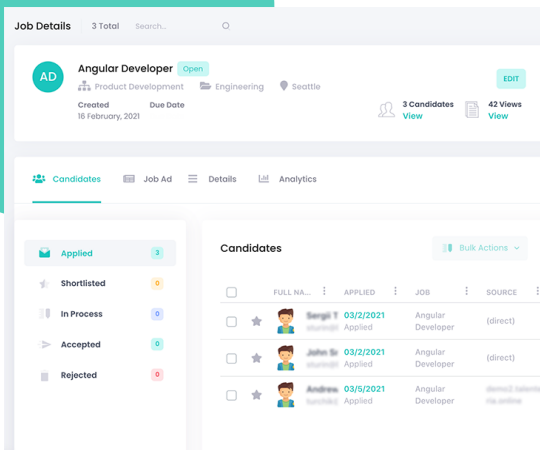 Job Details
3 Total
Search...
AD
Angular Developer
Open
Product Development
Engineering
Seattle
Created
Due Date
16 February, 2021
EDIT
3 Candidates
View
42 Views
View
Candidates
Job Ad
Details
Analytics
Applied 3
Shortlisted 0
In Process 0
Accepted 0
Rejected 0
Candidates
Bulk Actions
FULL NA... APPLIED JOB SOURCE
03/2/2021 Angular (direct)
Applied Developer
03/2/2021 Angular (direct)
Applied Developer
03/5/2021 Angular
Applied Developer